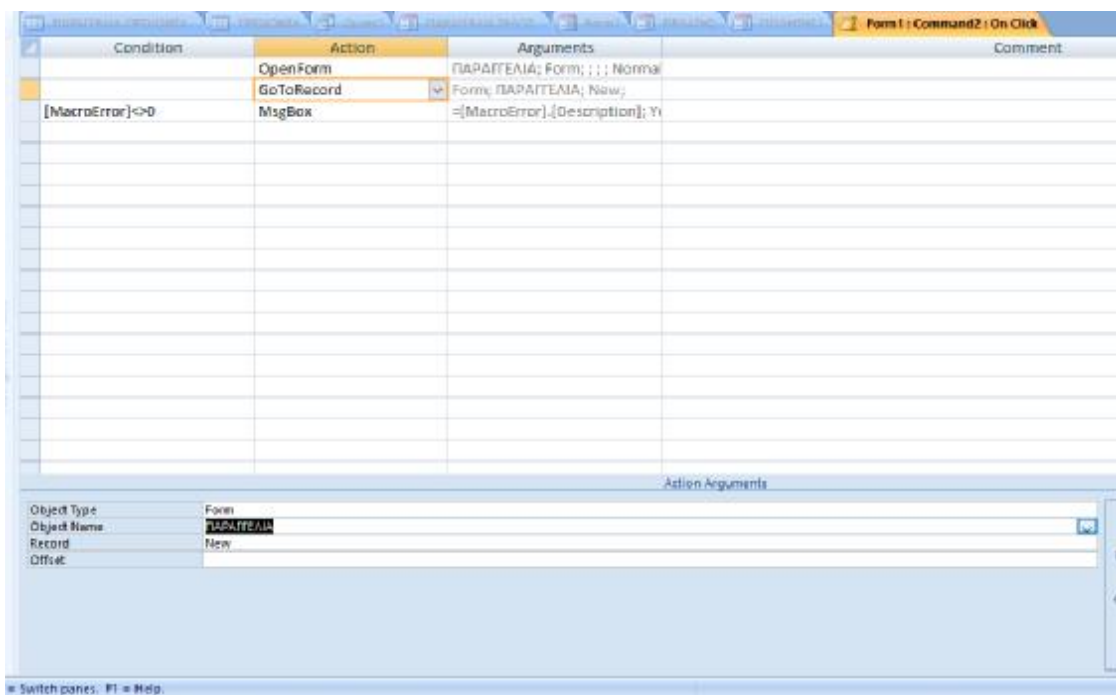 Form1 : Command2 : On Click
Condition Action Arguments Comment
OpenForm ΠΑΡΑΓΓΕΛΙΑ; Form; ; ; ; Normal
GoToRecord Form; ΠΑΡΑΓΓΕΛΙΑ; New;
[MacroError]<>0 MsgBox =[MacroError].[Description];
Action Arguments
Object Type Form
Object Name ΠΑΡΑΓΓΕΛΙΑ
Record New
Offset
= Switch panes. F1 = Help.